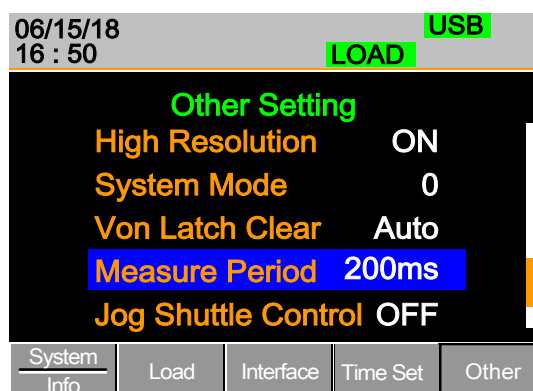 06/15/18
USB
16 : 50
LOAD
Other Setting
High Resolution ON
System Mode 0
Von Latch Clear Auto
Measure Period 200ms
Jog Shuttle Control OFF
System
Info
Load
Interface
Time Set
Other